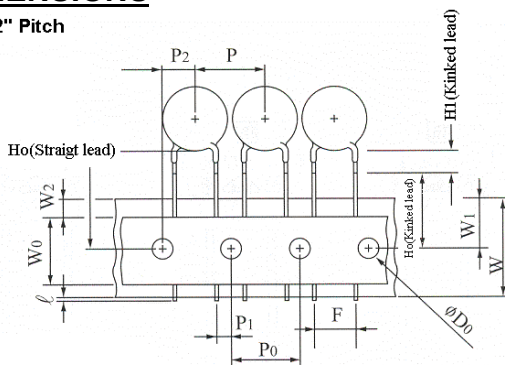 2" Pitch
P2
P
H1(Kinked lead)
Ho(Straigt lead)
W2
W0
Ho(Kinked lead)
W1
W
ℓ
P1
F
P0
øD0